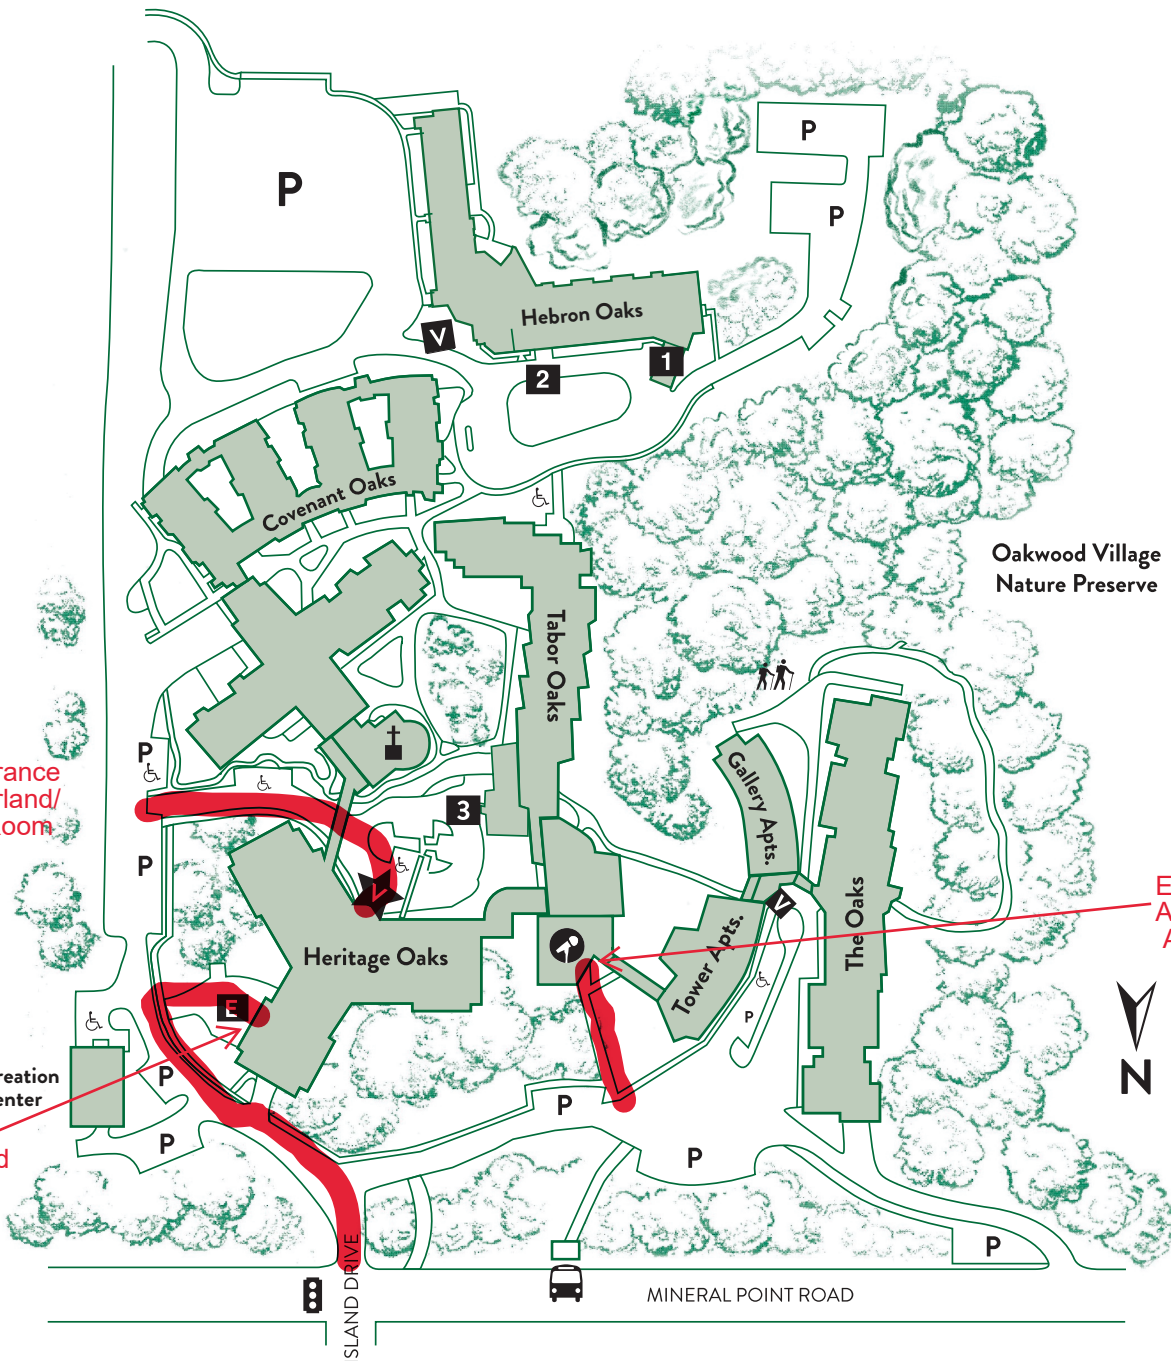 P
P
P
Hebron Oaks
V
1
2
Covenant Oaks
Oakwood Village
Nature Preserve
Tabor Oaks
P
Gallery Apts.
3
P
V
V
The Oaks
Tower Apts.
Heritage Oaks
E
P
N
P
P
P
P
P
MINERAL POINT ROAD
ISLAND DRIVE
E
A
A